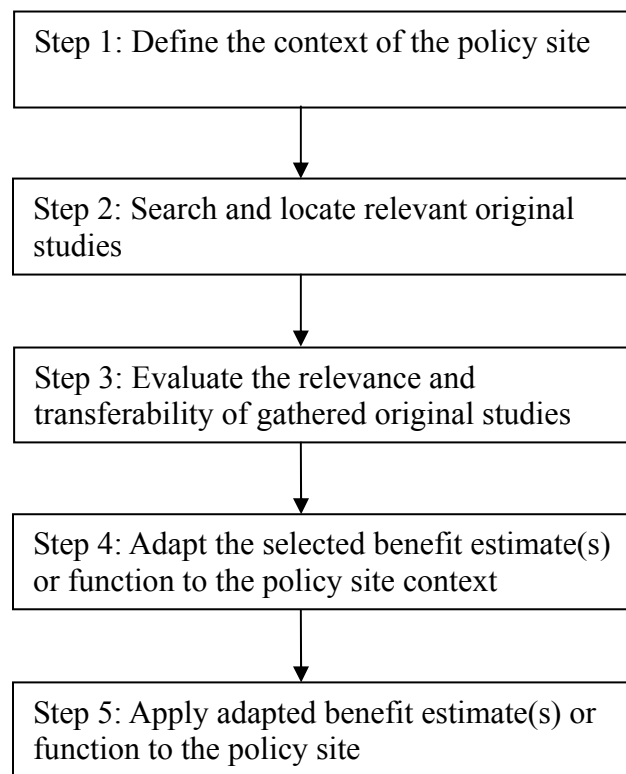 Step 1: Define the context of the policy site
Step 2: Search and locate relevant original
studies
Step 3: Evaluate the relevance and
transferability of gathered original studies
Step 4: Adapt the selected benefit estimate(s)
or function to the policy site context
Step 5: Apply adapted benefit estimate(s) or
function to the policy site